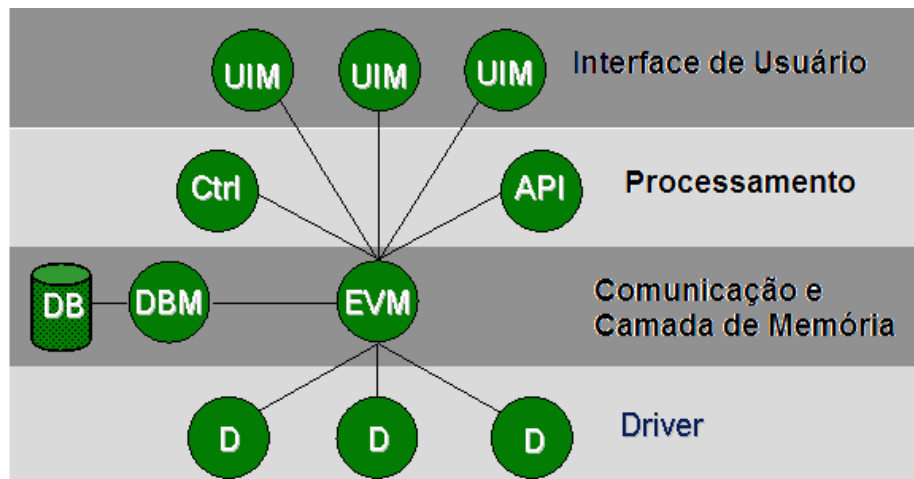 UIM UIM UIM Interface de Usuário
Ctrl API Processamento
DB DBM EVM Comunicação e
Camada de Memória
D D D Driver